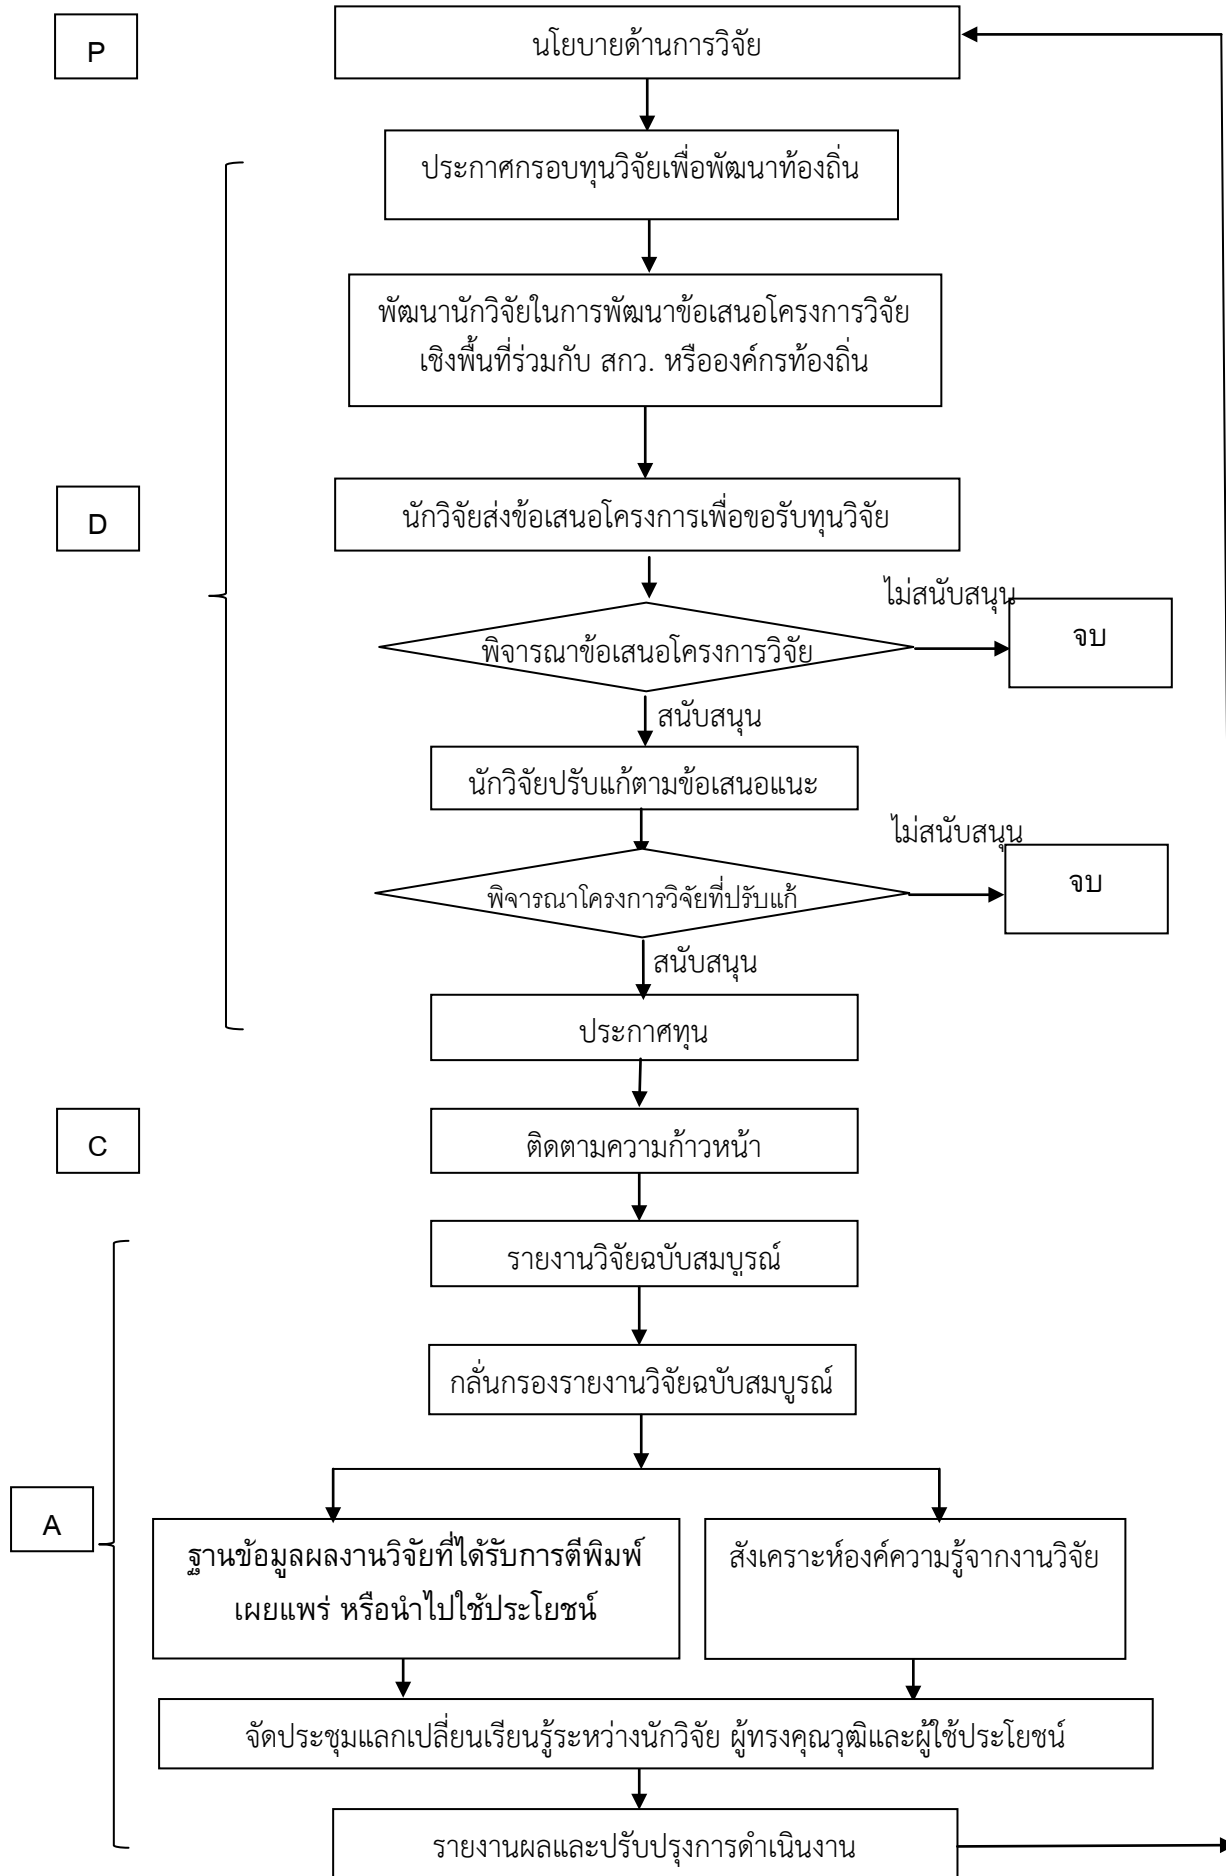 P
นโยบายด้านการวิจัย
ประกาศกรอบทุนวิจัยเพื่อพัฒนาท้องถิ่น
พัฒนานักวิจัยในการพัฒนาข้อเสนอโครงการวิจัย
เชิงพื้นที่ร่วมกับ สกว. หรือองค์กรท้องถิ่น
D
นักวิจัยส่งข้อเสนอโครงการเพื่อขอรับทุนวิจัย
ไม่สนับสนุน
พิจารณาข้อเสนอโครงการวิจัย
จบ
สนับสนุน
นักวิจัยปรับแก้ตามข้อเสนอแนะ
ไม่สนับสนุน
พิจารณาโครงการวิจัยที่ปรับแก้
จบ
สนับสนุน
ประกาศทุน
C
ติดตามความก้าวหน้า
รายงานวิจัยฉบับสมบูรณ์
กลั่นกรองรายงานวิจัยฉบับสมบูรณ์
A
ฐานข้อมูลผลงานวิจัยที่ได้รับการตีพิมพ์
เผยแพร่ หรือนำไปใช้ประโยชน์
สังเคราะห์องค์ความรู้จากงานวิจัย
จัดประชุมแลกเปลี่ยนเรียนรู้ระหว่างนักวิจัย ผู้ทรงคุณวุฒิและผู้ใช้ประโยชน์
รายงานผลและปรับปรุงการดำเนินงาน